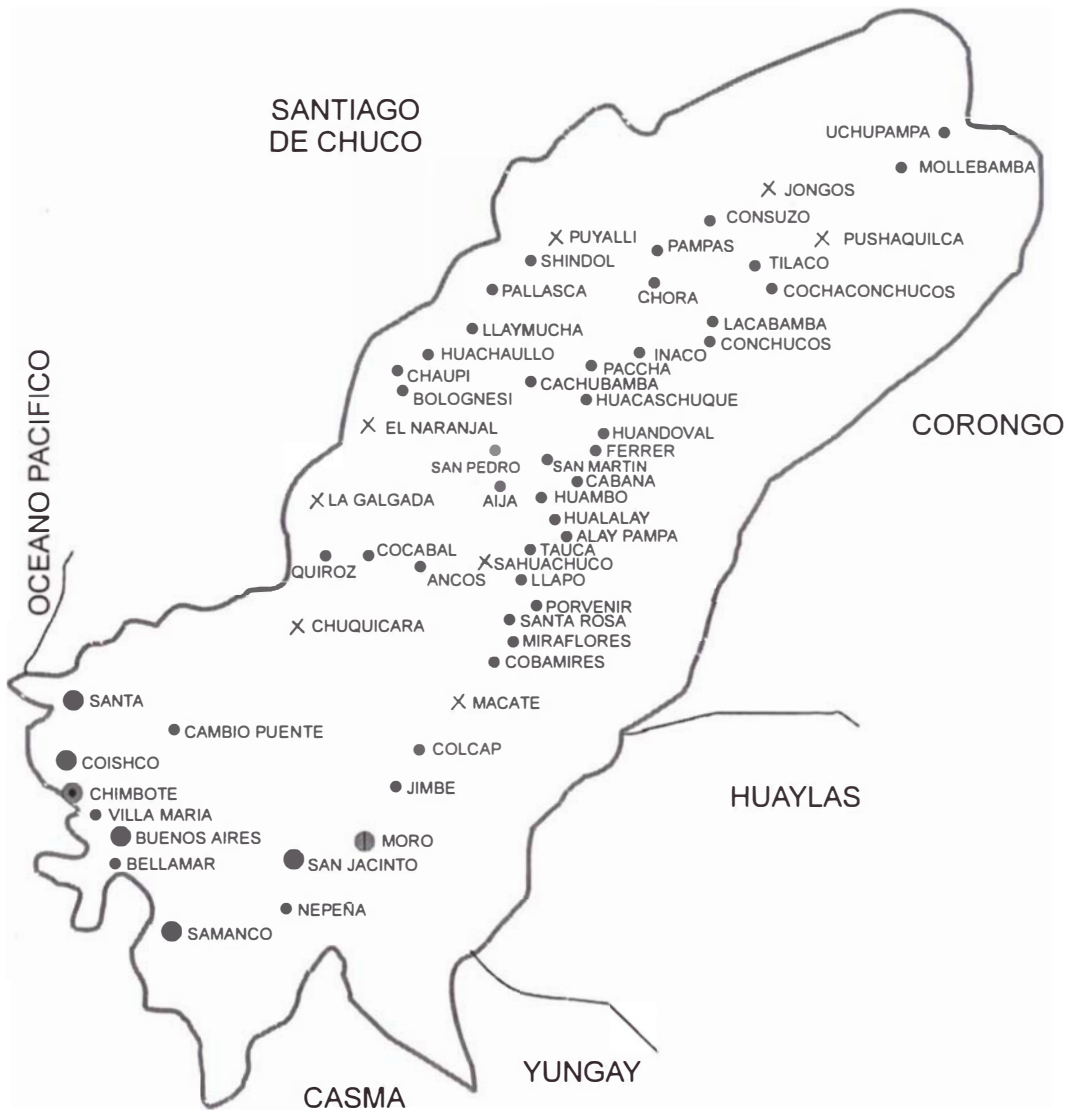 SANTIAGO
DE CHUCO
UCHUPAMPA
MOLLEBAMBA
JONGOS
CONSUZO
PUYALLI
PAMPAS
PUSHAQUILCA
SHINDOL
TILACO
PALLASCA
CHORA
COCHACONCHUCOS
LLAYMUCHA
LACABAMBA
CONCHUCOS
HUACHAULLO
INACO
PACCHA
CHAUPI
CACHUBAMBA
BOLOGNESI
HUACASCHUQUE
OCEANO PACIFICO
CORONGO
EL NARANJAL
HUANDOVAL
FERRER
SAN PEDRO
SAN MARTIN
CABANA
LA GALGADA
AIJA
HUAMBO
HUALALAY
ALAY PAMPA
COCABAL
TAUCA
QUIROZ
ANCOS
SAHUACHUCO
LLAPO
PORVENIR
SANTA ROSA
CHUQUICARA
MIRAFLORES
COBAMIRES
SANTA
MACATE
CAMBIO PUENTE
COLCAP
COISHCO
JIMBE
CHIMBOTE
HUAYLAS
VILLA MARIA
BUENOS AIRES
MORO
BELLAMAR
SAN JACINTO
NEPEÑA
SAMANCO
YUNGAY
CASMA